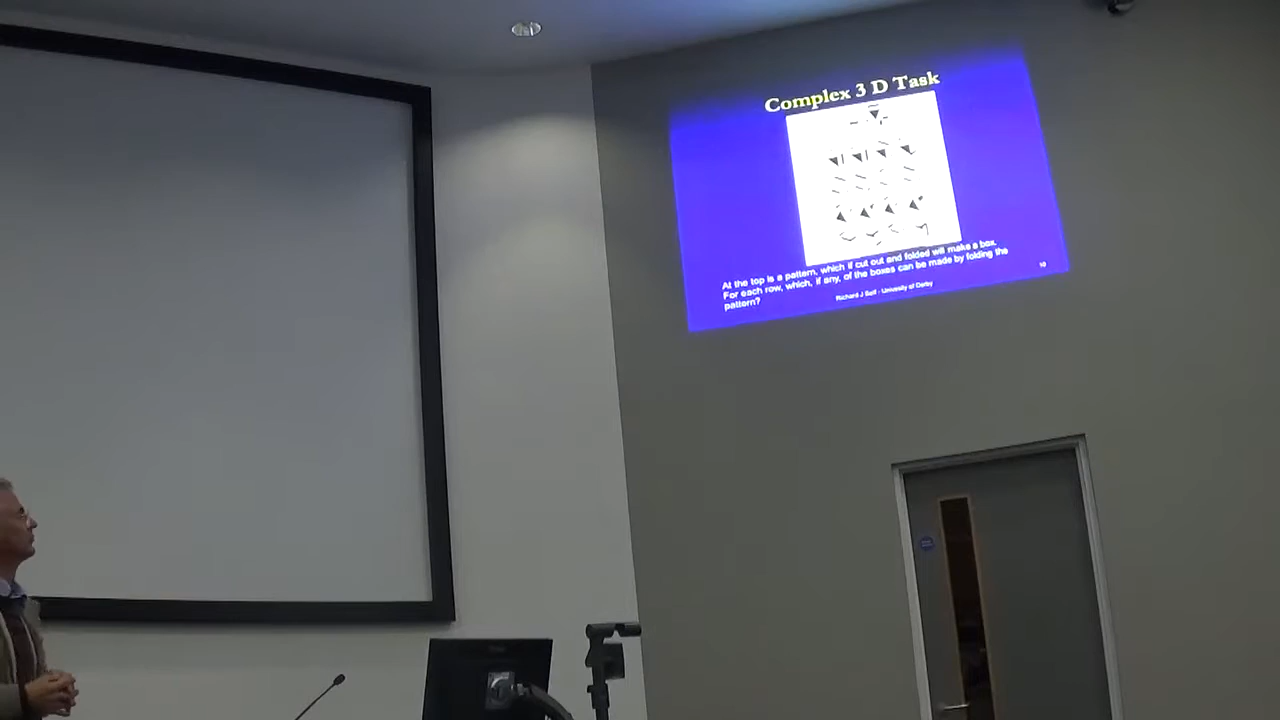 Complex 3 D Task
At the top is a pattern, which if cut out and folded will make a box.
For each row, which, if any, of the boxes can be made by folding the
pattern?
Richard J
University of Derby
10